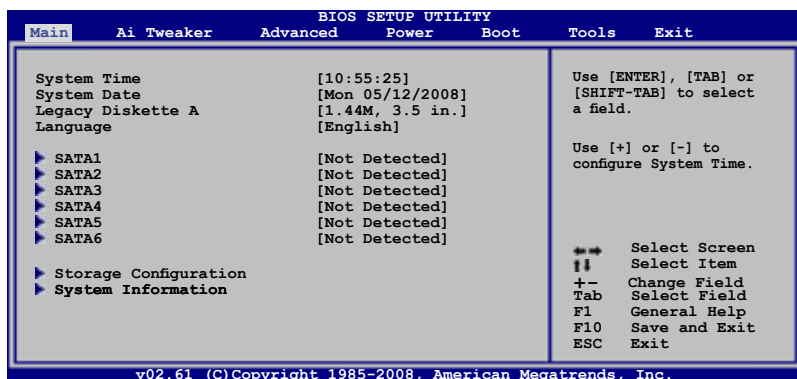 BIOS SETUP UTILITY
Main Ai Tweaker Advanced Power Boot Tools Exit
System Time [10:55:25]
System Date [Mon 05/12/2008]
Legacy Diskette A [1.44M, 3.5 in.]
Language [English]
SATA1 [Not Detected]
SATA2 [Not Detected]
SATA3 [Not Detected]
SATA4 [Not Detected]
SATA5 [Not Detected]
SATA6 [Not Detected]
Storage Configuration
System Information
Use [ENTER], [TAB] or
[SHIFT-TAB] to select
a field.
Use [+] or [-] to
configure System Time.
←→ Select Screen
↑↓ Select Item
+- Change Field
Tab Select Field
F1 General Help
F10 Save and Exit
ESC Exit
v02.61 (C)Copyright 1985-2008, American Megatrends, Inc.